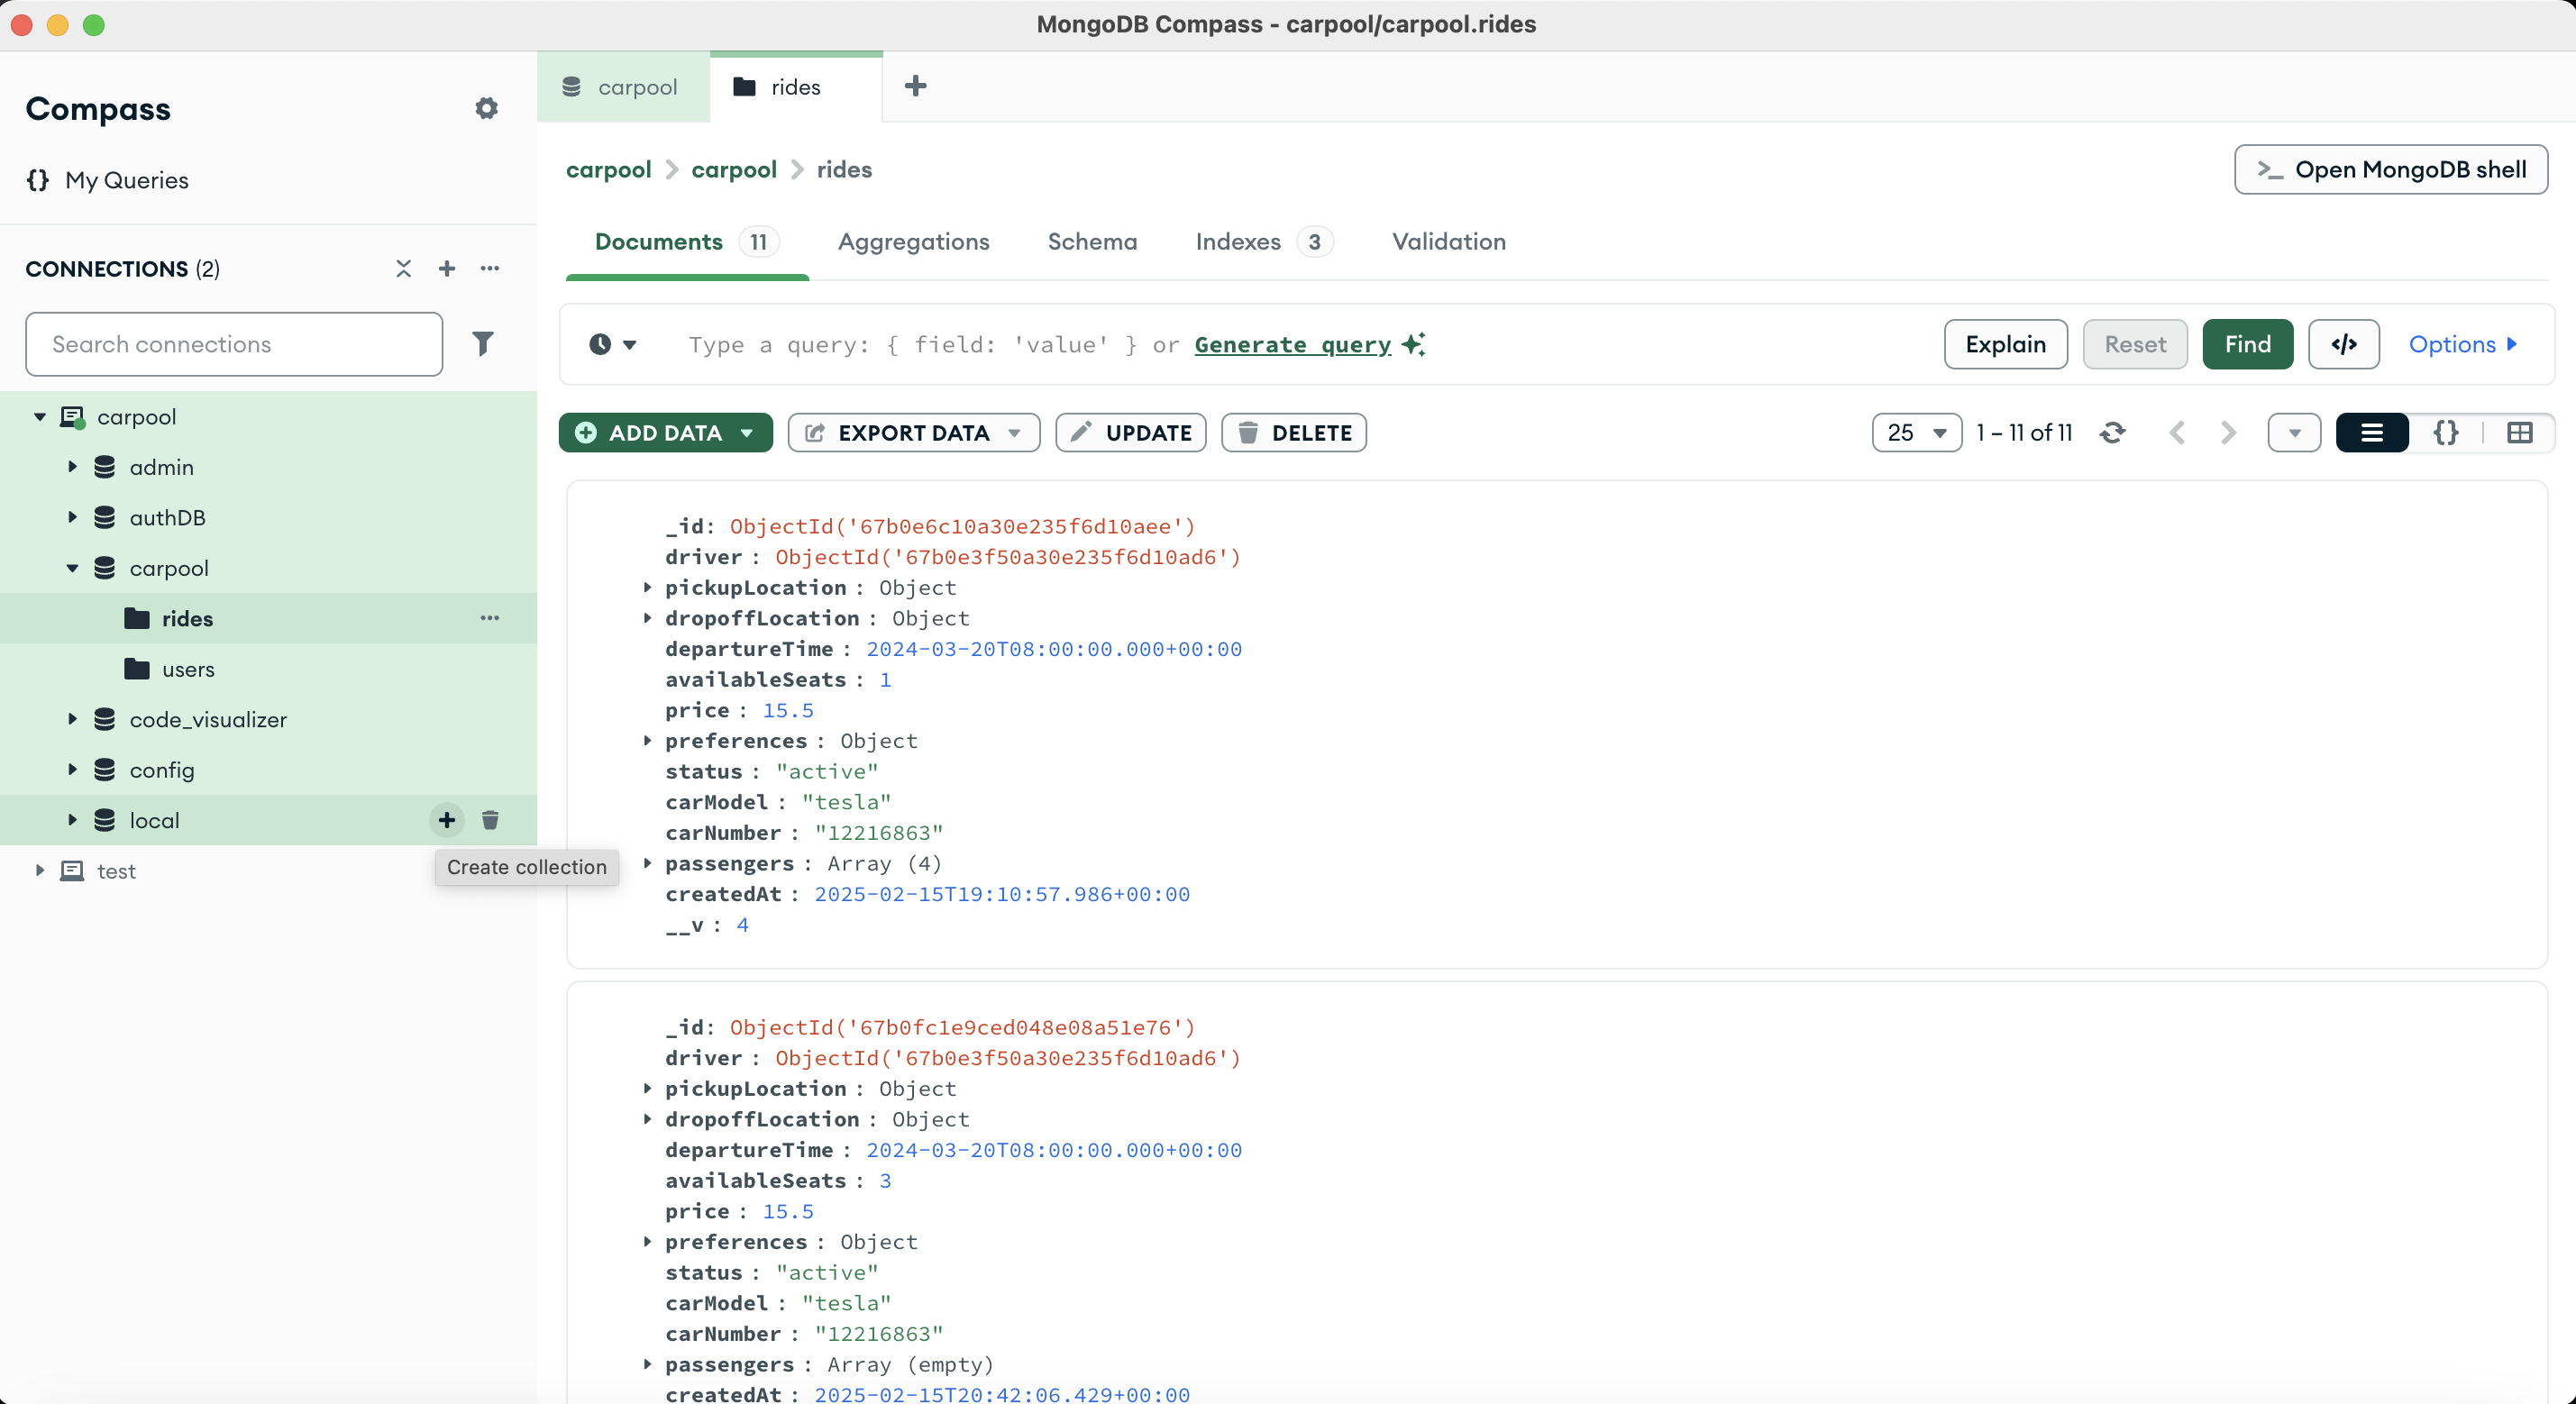 MongoDB Compass - carpool/carpool.rides
Compass
{} My Queries
CONNECTIONS (2)
Search connections
carpool
admin
authDB
carpool
rides
users
code_visualizer
config
local
Create collection
test
carpool
rides
carpool > carpool > rides
>_ Open MongoDB shell
Documents 11
Aggregations
Schema
Indexes 3
Validation
Type a query: { field: 'value' } or Generate query
Explain
Reset
Find
</>
Options
ADD DATA
EXPORT DATA
UPDATE
DELETE
25
1 – 11 of 11
{}
_id: ObjectId('67b0e6c10a30e235f6d10aee')
driver : ObjectId('67b0e3f50a30e235f6d10ad6')
pickupLocation : Object
dropoffLocation : Object
departureTime : 2024-03-20T08:00:00.000+00:00
availableSeats : 1
price : 15.5
preferences : Object
status : "active"
carModel : "tesla"
carNumber : "12216863"
passengers : Array (4)
createdAt : 2025-02-15T19:10:57.986+00:00
__v : 4
_id: ObjectId('67b0fc1e9ced048e08a51e76')
driver : ObjectId('67b0e3f50a30e235f6d10ad6')
pickupLocation : Object
dropoffLocation : Object
departureTime : 2024-03-20T08:00:00.000+00:00
availableSeats : 3
price : 15.5
preferences : Object
status : "active"
carModel : "tesla"
carNumber : "12216863"
passengers : Array (empty)
createdAt : 2025-02-15T20:42:06.429+00:00